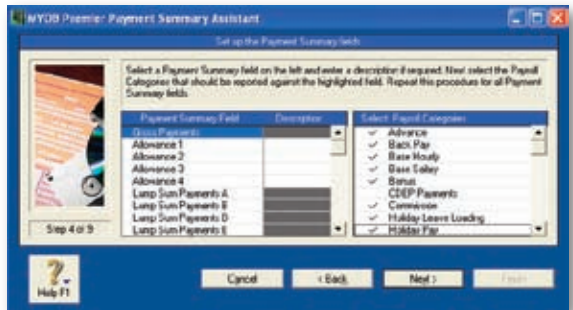 MYOB Premier Payment Summary Assistant
Set up the Payment Summary fields
Select a Payment Summary field on the left and enter a description if required. Next select the Payroll
Categories that should be reported against the highlighted field. Repeat this procedure for all Payment
Summary fields.
Payment Summary Field Description Select Payroll Categories
Gross Payments ✓ Advance
Allowance 1 ✓ Back Pay
Allowance 2 ✓ Base Hourly
Allowance 3 ✓ Base Salary
Allowance 4 ✓ Bonus
Lump Sum Payments A CDEP Payments
Lump Sum Payments B ✓ Commission
Lump Sum Payments D ✓ Holiday Leave Loading
Lump Sum Payments E ✓ Holiday Pay
Step 4 of 9
Help F1
Cancel < Back Next > Finish